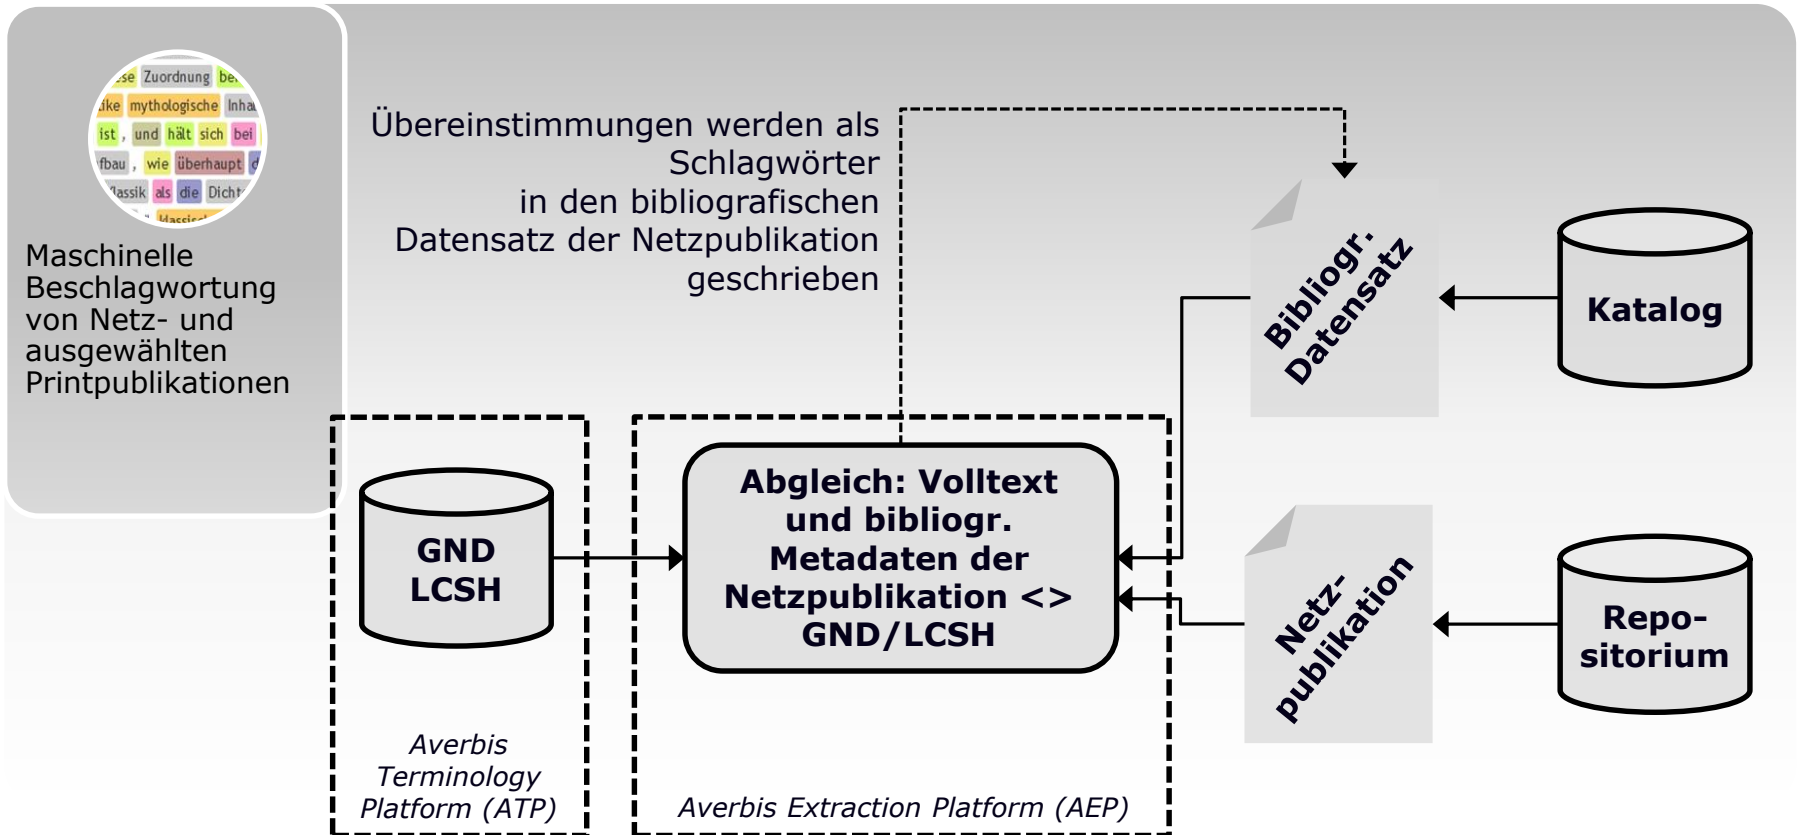 Zuordnung
mythologische
ist , und hält sich bei
, wie überhaupt
als die
Maschinelle
Beschlagwortung
von Netz- und
ausgewählten
Printpublikationen
Übereinstimmungen werden als
Schlagwörter
in den bibliografischen
Datensatz der Netzpublikation
geschrieben
Bibliogr.
Datensatz
Katalog
GND
LCSH
Abgleich: Volltext
und bibliogr.
Metadaten der
Netzpublikation <>
GND/LCSH
Netz-
publikation
Repo-
sitorium
Averbis
Terminology
Platform (ATP)
Averbis Extraction Platform (AEP)